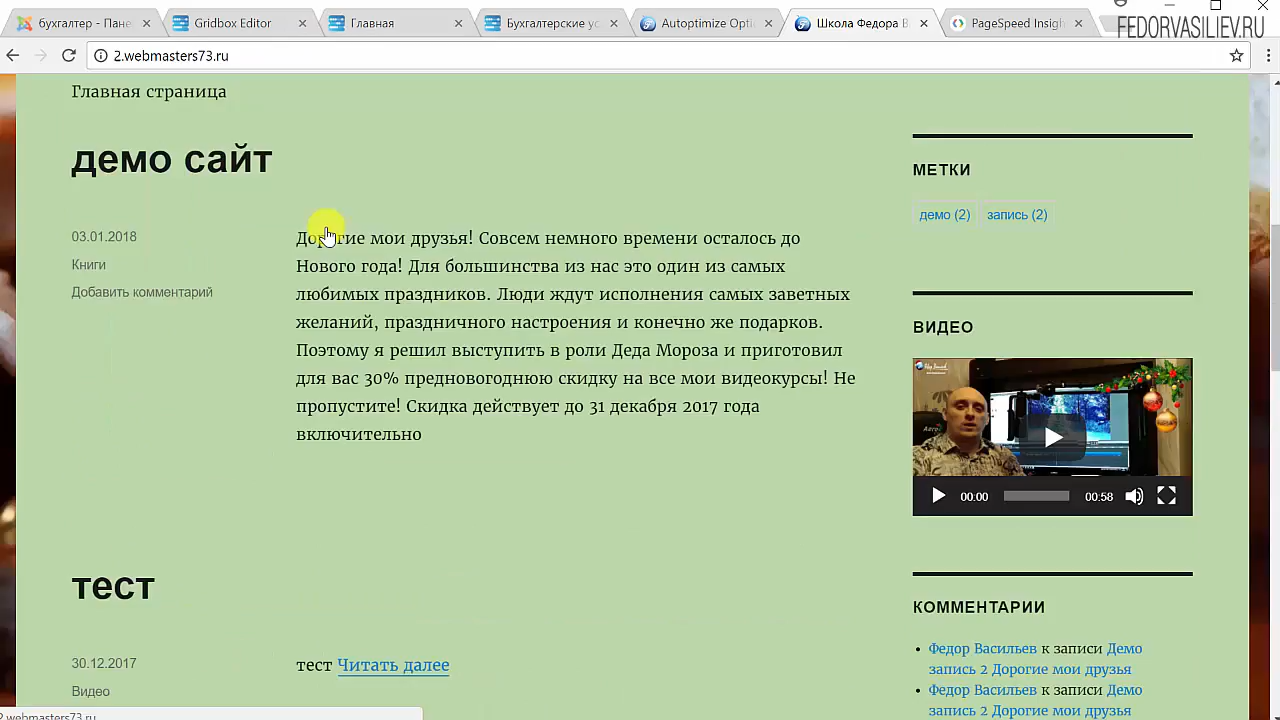 бухгалтер - Пане
Gridbox Editor
Главная
Бухгалтерские ус
Autoptimize Opti
Школа Федора В
PageSpeed Insigh
FEDORVASILIEV.RU
2.webmasters73.ru
Главная страница
демо сайт
03.01.2018
Книги
Добавить комментарий
Дорогие мои друзья! Совсем немного времени осталось до
Нового года! Для большинства из нас это один из самых
любимых праздников. Люди ждут исполнения самых заветных
желаний, праздничного настроения и конечно же подарков.
Поэтому я решил выступить в роли Деда Мороза и приготовил
для вас 30% предновогоднюю скидку на все мои видеокурсы! Не
пропустите! Скидка действует до 31 декабря 2017 года
включительно
тест
30.12.2017
Видео
тест Читать далее
МЕТКИ
демо (2) запись (2)
ВИДЕО
00:00 00:58
КОММЕНТАРИИ
Федор Васильев к записи Демо
запись 2 Дорогие мои друзья
Федор Васильев к записи Демо
запись 2 Дорогие мои друзья
2.webmasters73.ru